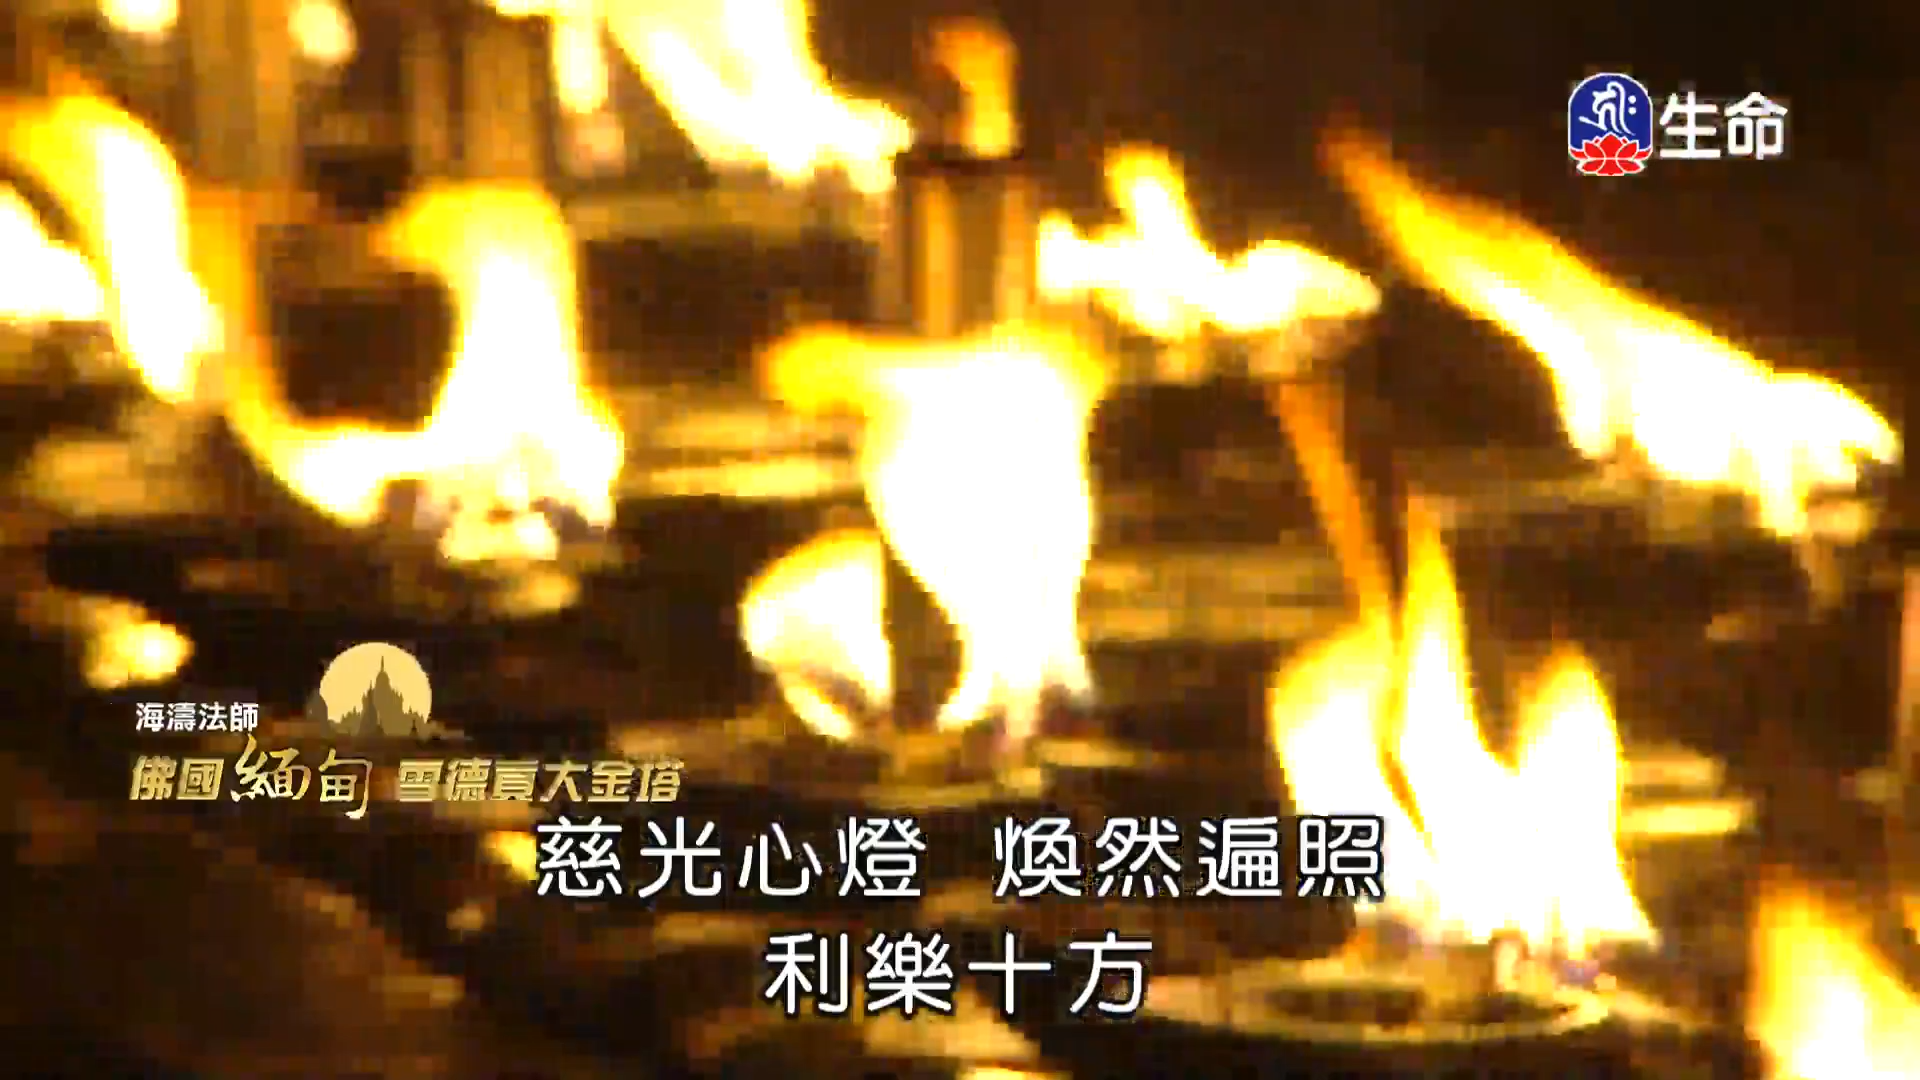 生命
海濤法師
佛國緬甸 雪德宮大金塔
慈光心燈 煥然遍照
利樂十方